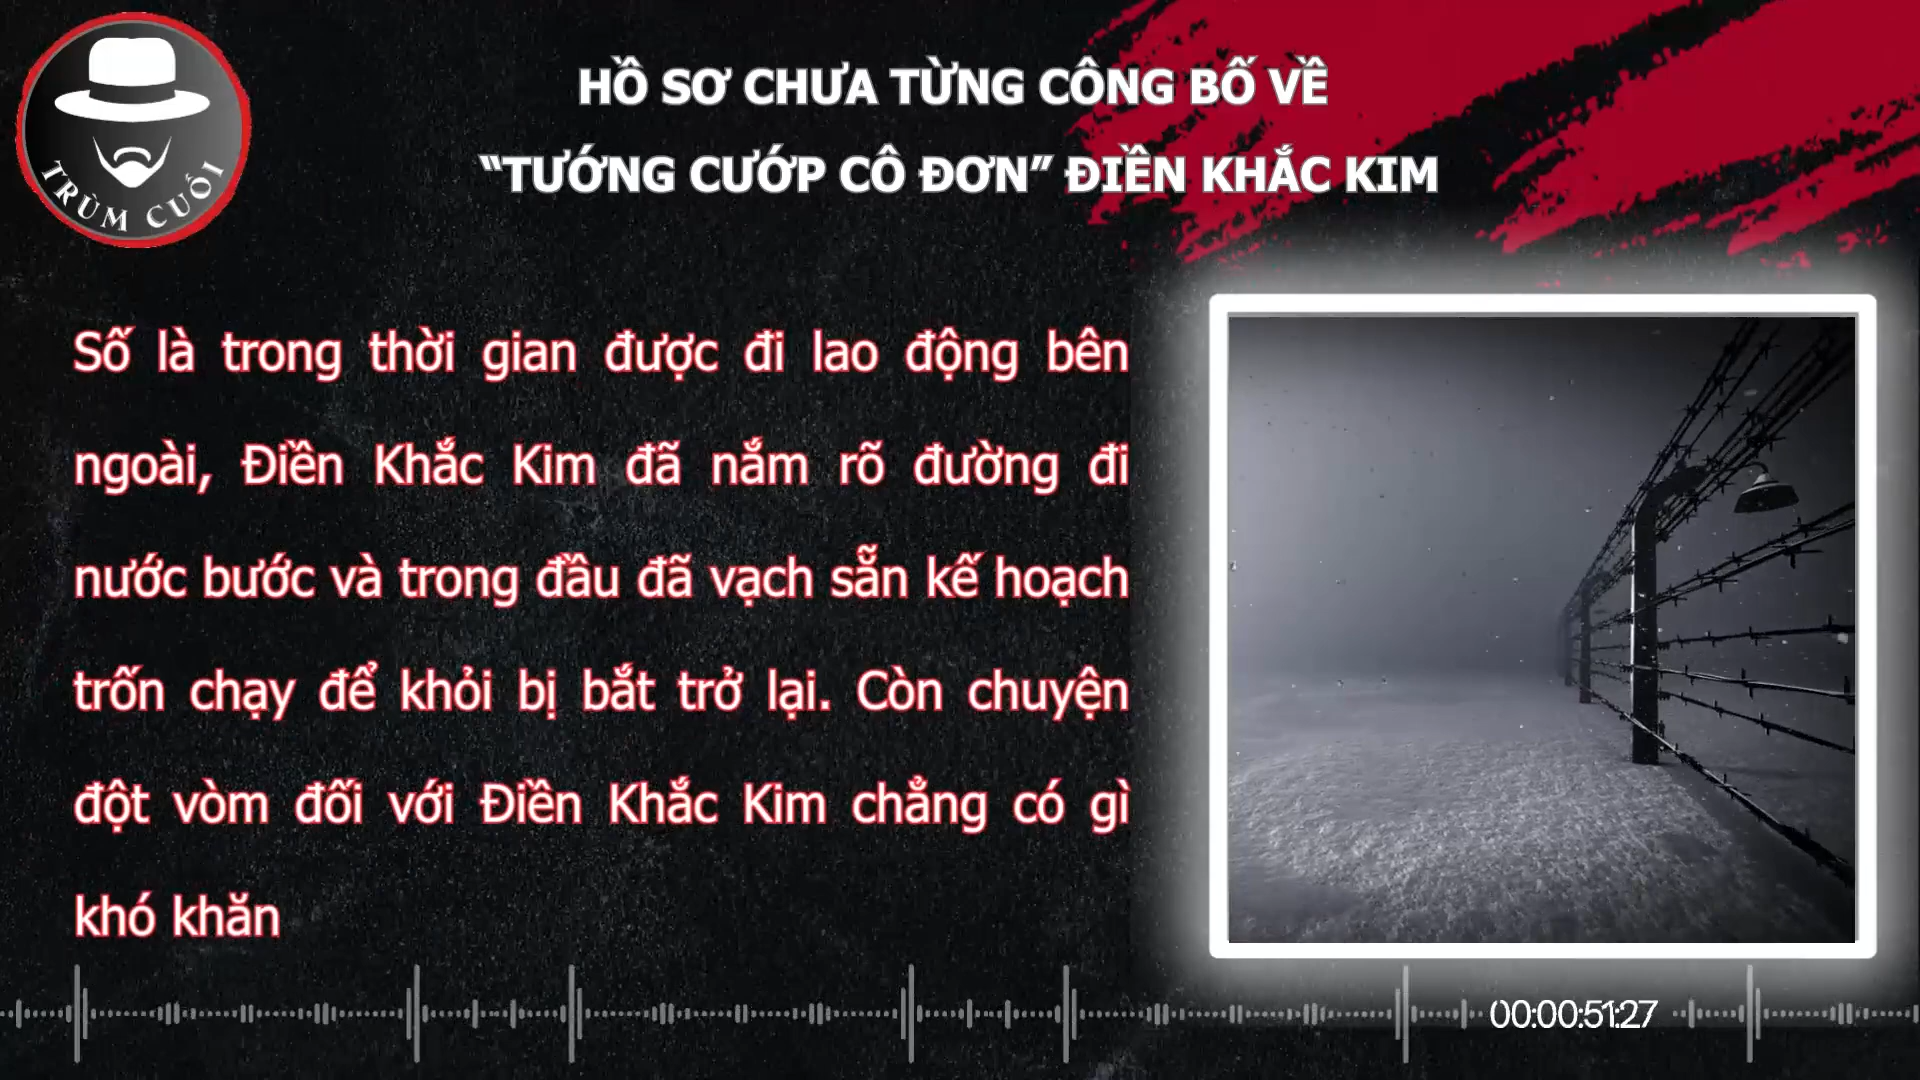 TRÙM CUỐI
HỒ SƠ CHƯA TỪNG CÔNG BỐ VỀ
“TƯỚNG CƯỚP CÔ ĐƠN” ĐIỀN KHẮC KIM
Số là trong thời gian được đi lao động bên
ngoài, Điền Khắc Kim đã nắm rõ đường đi
nước bước và trong đầu đã vạch sẵn kế hoạch
trốn chạy để khỏi bị bắt trở lại. Còn chuyện
đột vòm đối với Điền Khắc Kim chẳng có gì
khó khăn
00:00:51:27